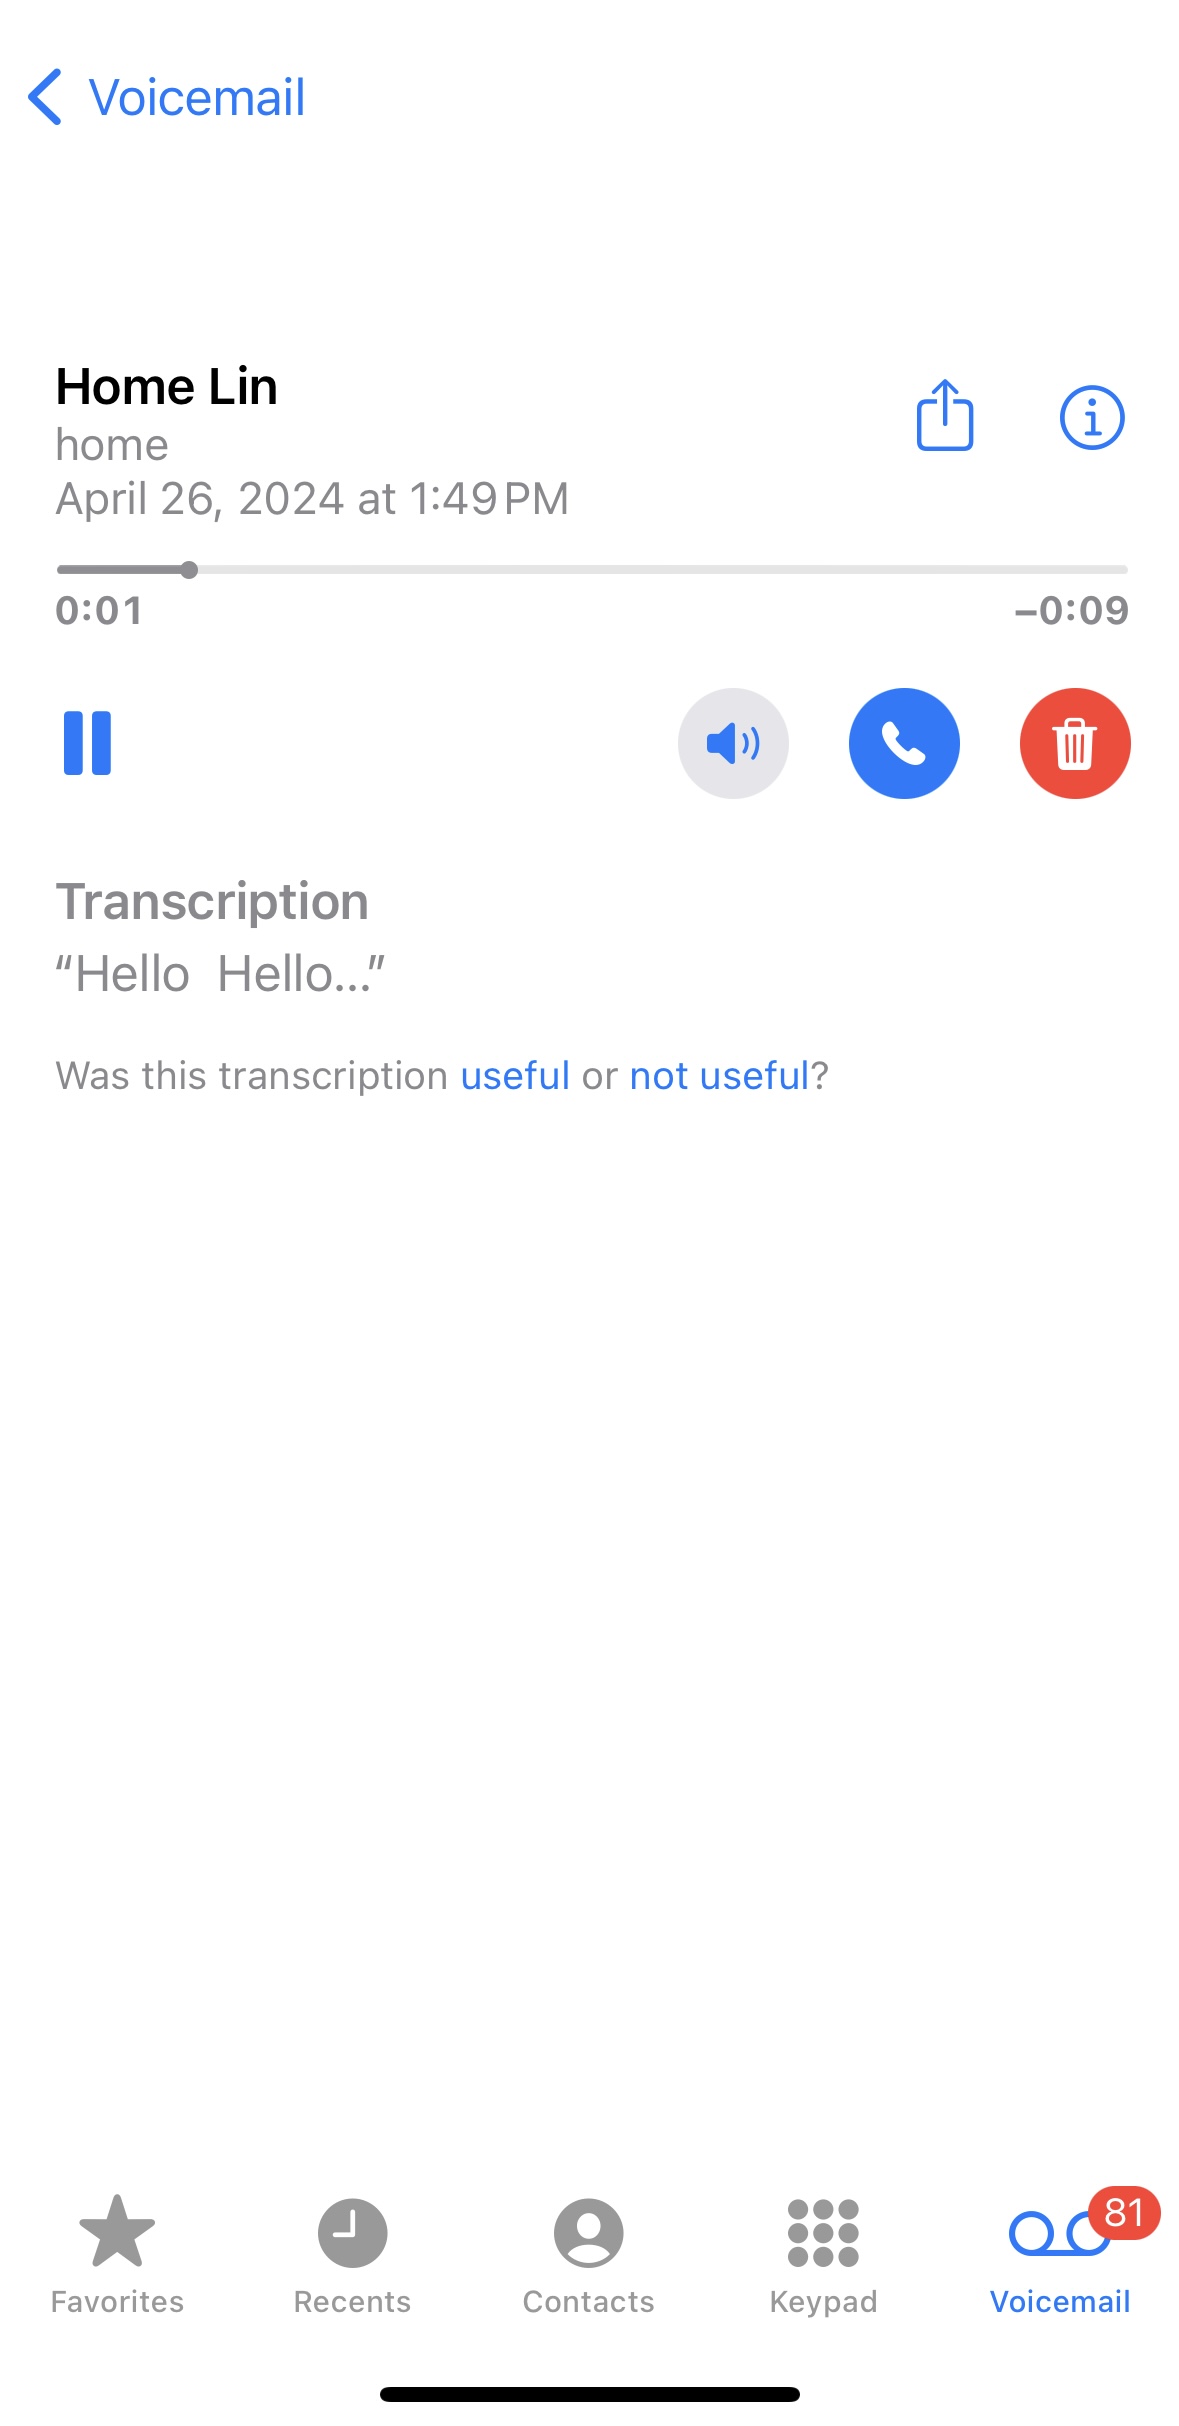 Voicemail
Home Lin
home
April 26, 2024 at 1:49 PM
0:01
–0:09
Transcription
“Hello  Hello...”
Was this transcription useful or not useful?
81
Favorites
Recents
Contacts
Keypad
Voicemail